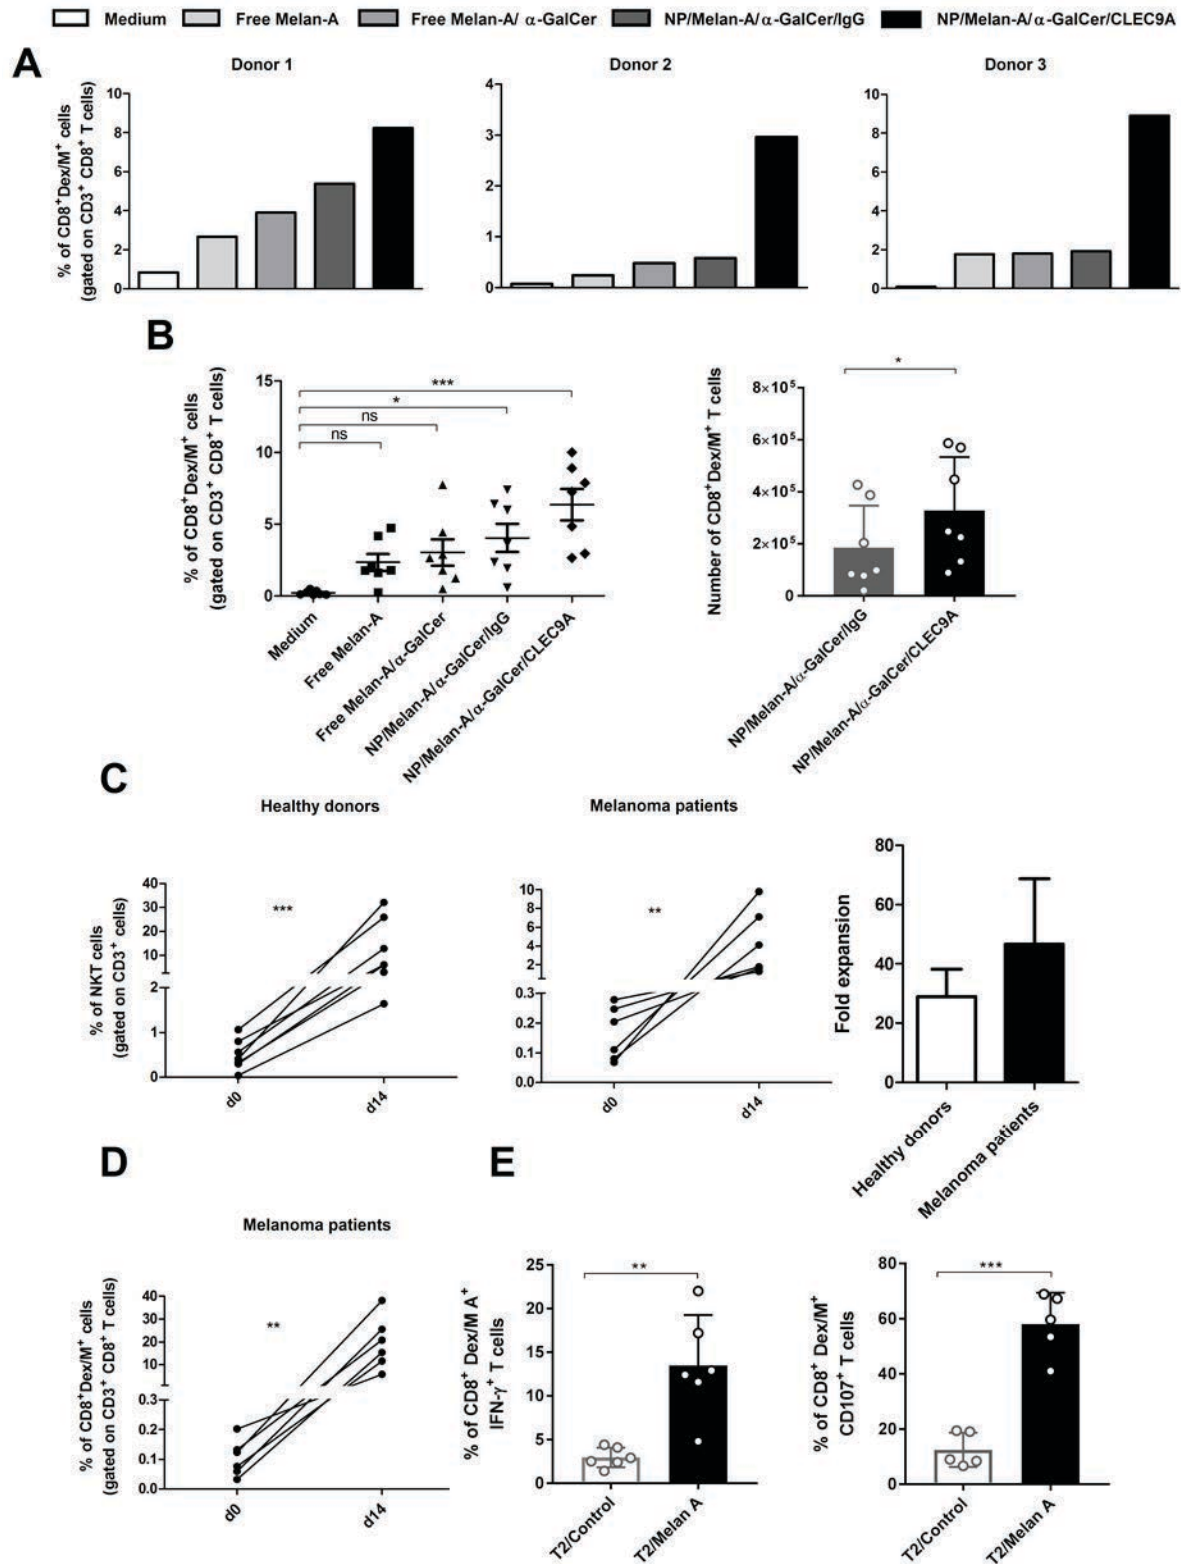 Medium Free Melan-A Free Melan-A/ α-GalCer NP/Melan-A/α-GalCer/IgG NP/Melan-A/α-GalCer/CLEC9A
A
Donor 1 Donor 2 Donor 3
% of CD8+Dex/M+ cells
(gated on CD3+ CD8+ T cells)
10
8
6
4
2
0
4
3
2
1
0
10
8
6
4
2
0
B
% of CD8+Dex/M+ cells
(gated on CD3+ CD8+ T cells)
15
10
5
0
***
*
ns
ns
Medium
Free Melan-A
Free Melan-A/α-GalCer
NP/Melan-A/α-GalCer/IgG
NP/Melan-A/α-GalCer/CLEC9A
Number of CD8+Dex/M+ T cells
8×10^5
6×10^5
4×10^5
2×10^5
0
*
NP/Melan-A/α-GalCer/IgG
NP/Melan-A/α-GalCer/CLEC9A
C
Healthy donors
% of NKT cells
(gated on CD3+ cells)
40
30
20
10
2
1
0
***
d0
d14
Melanoma patients
10
8
6
4
2
0.3
0.2
0.1
0.0
**
d0
d14
Fold expansion
80
60
40
20
0
Healthy donors
Melanoma patients
D
Melanoma patients
% of CD8+Dex/M+ cells
(gated on CD3+ CD8+ T cells)
40
30
20
10
0.3
0.2
0.1
0.0
**
d0
d14
E
% of CD8+ Dex/M A+
IFN-γ+ T cells
25
20
15
10
5
0
**
T2/Control
T2/Melan A
% of CD8+ Dex/M+
CD107+ T cells
80
60
40
20
0
***
T2/Control
T2/Melan A